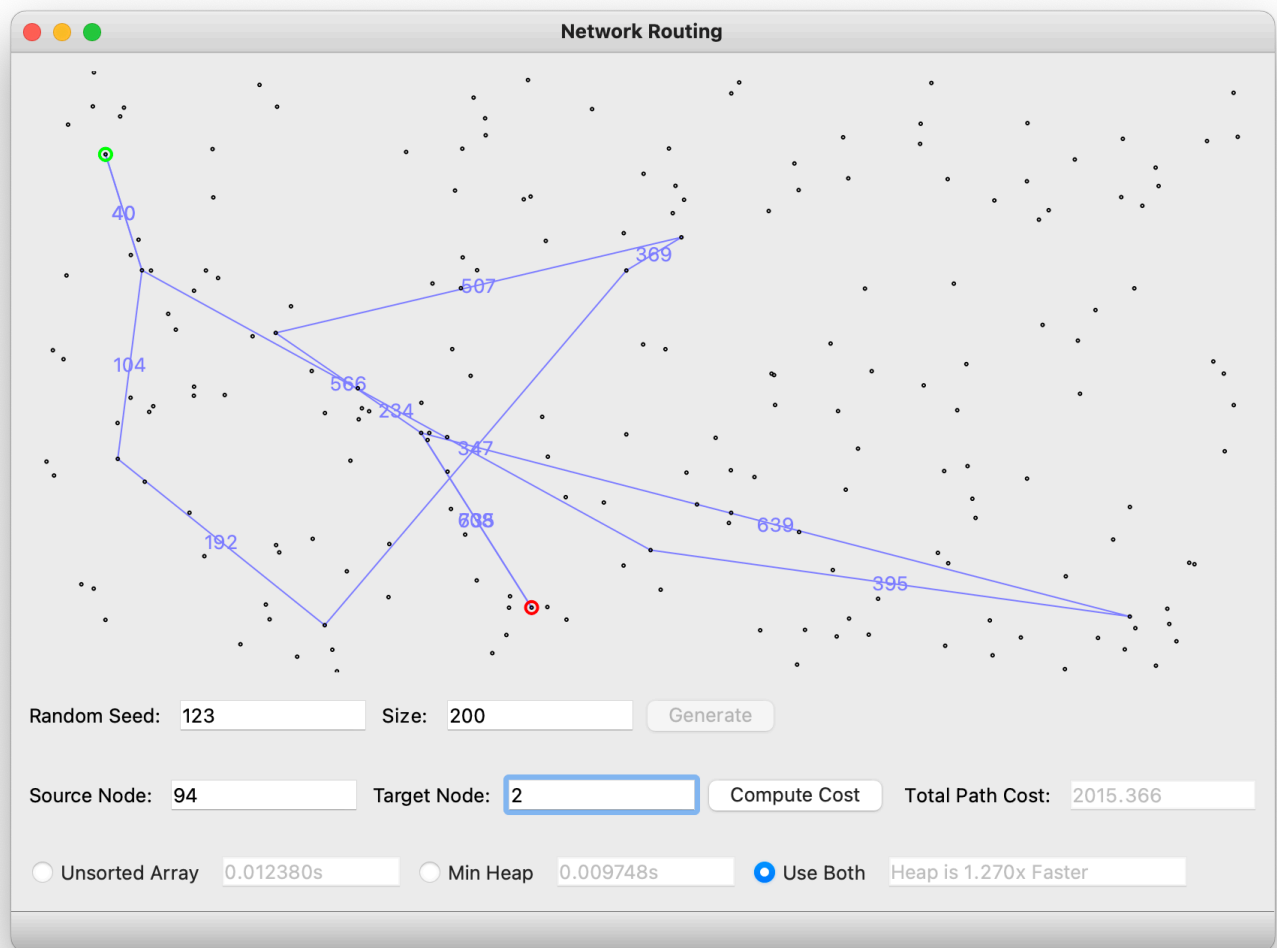 Network Routing
40
369
507
104
566
234
347
639
192
395
Random Seed: 123 Size: 200 Generate
Source Node: 94 Target Node: 2 Compute Cost Total Path Cost: 2015.366
Unsorted Array 0.012380s Min Heap 0.009748s Use Both Heap is 1.270x Faster